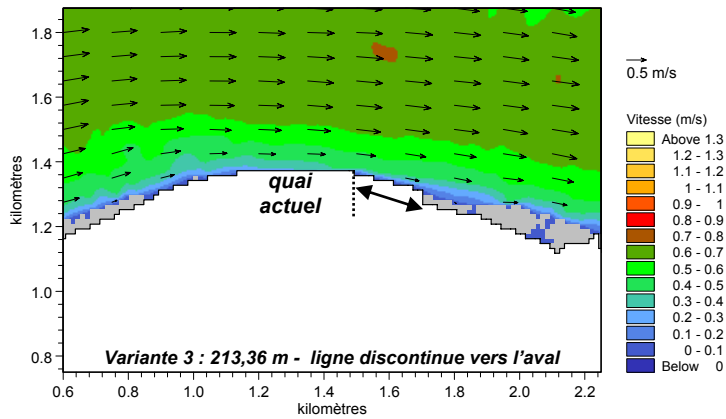 1.8
1.6
1.4
1.2
1.0
0.8
kilomètres
quai
actuel
Variante 3 : 213,36 m - ligne discontinue vers l'aval
0.6 0.8 1.0 1.2 1.4 1.6 1.8 2.0 2.2
kilomètres
0.5 m/s
Vitesse (m/s)
Above 1.3
1.2 - 1.3
1.1 - 1.2
1 - 1.1
0.9 - 1
0.8 - 0.9
0.7 - 0.8
0.6 - 0.7
0.5 - 0.6
0.4 - 0.5
0.3 - 0.4
0.2 - 0.3
0.1 - 0.2
0 - 0.1
Below 0